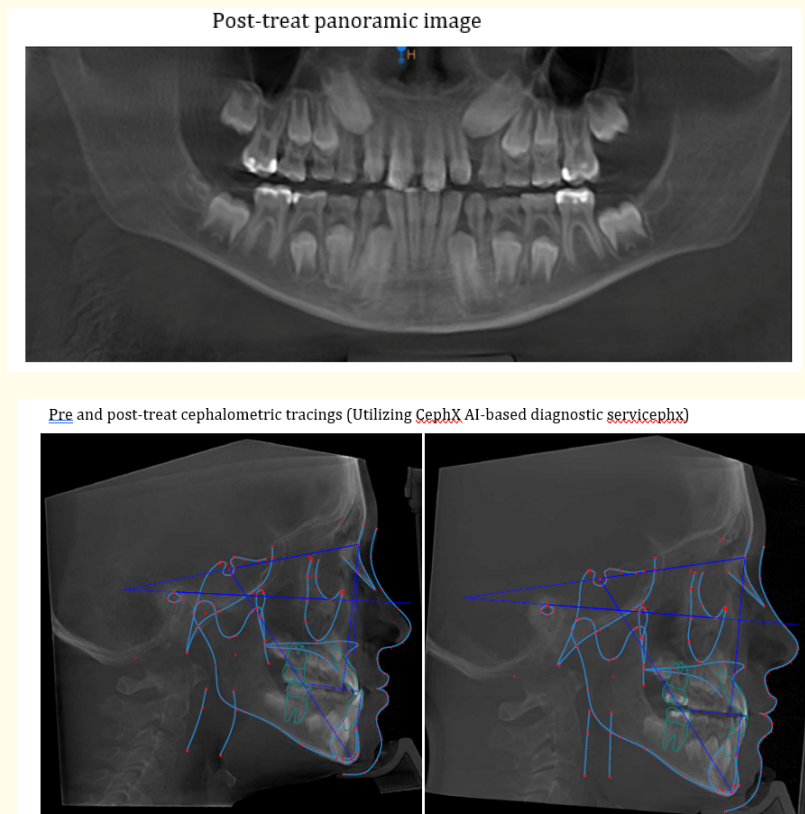 Post-treat panoramic image
H
Pre and post-treat cephalometric tracings (Utilizing CephX AI-based diagnostic servicephx)